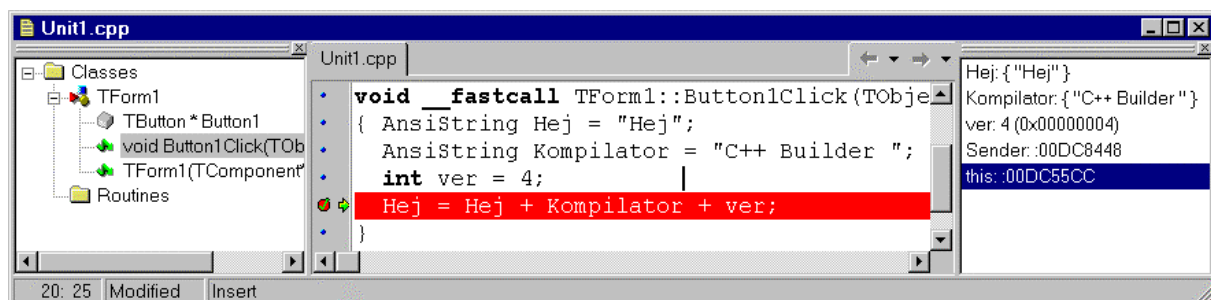 Unit1.cpp
Classes
TForm1
TButton * Button1
void Button1Click(TOb
TForm1(TComponent*
Routines
Unit1.cpp
void __fastcall TForm1::Button1Click(TObje
{ AnsiString Hej = "Hej";
AnsiString Kompilator = "C++ Builder ";
int ver = 4;
Hej = Hej + Kompilator + ver;
}
Hej: { "Hej" }
Kompilator: { "C++ Builder " }
ver: 4 (0x00000004)
Sender: :00DC8448
this: :00DC55CC
20: 25 Modified Insert